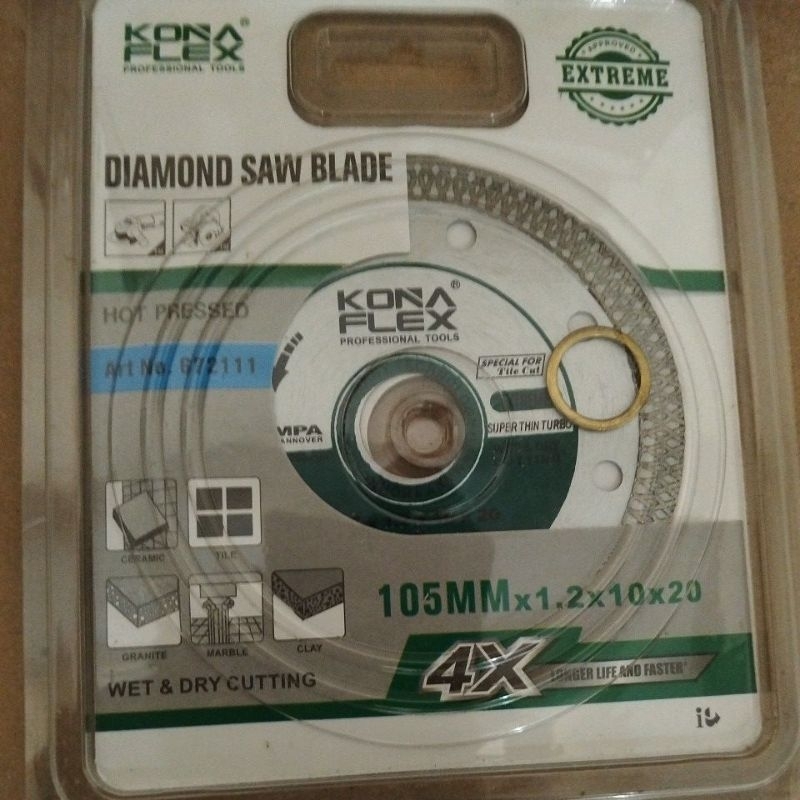 KONA
FLEX®
PROFESSIONAL TOOLS
APPROVED
EXTREME
DIAMOND SAW BLADE
HOT PRESSED
Art No. 672111
KONA
FLEX®
PROFESSIONAL TOOLS
SPECIAL FOR
Tile Cut
SUPER THIN TURBO
MPA
HANNOVER
CERAMIC
TILE
GRANITE
MARBLE
CLAY
105MMx1.2x10x20
4X LONGER LIFE AND FASTER
WET & DRY CUTTING